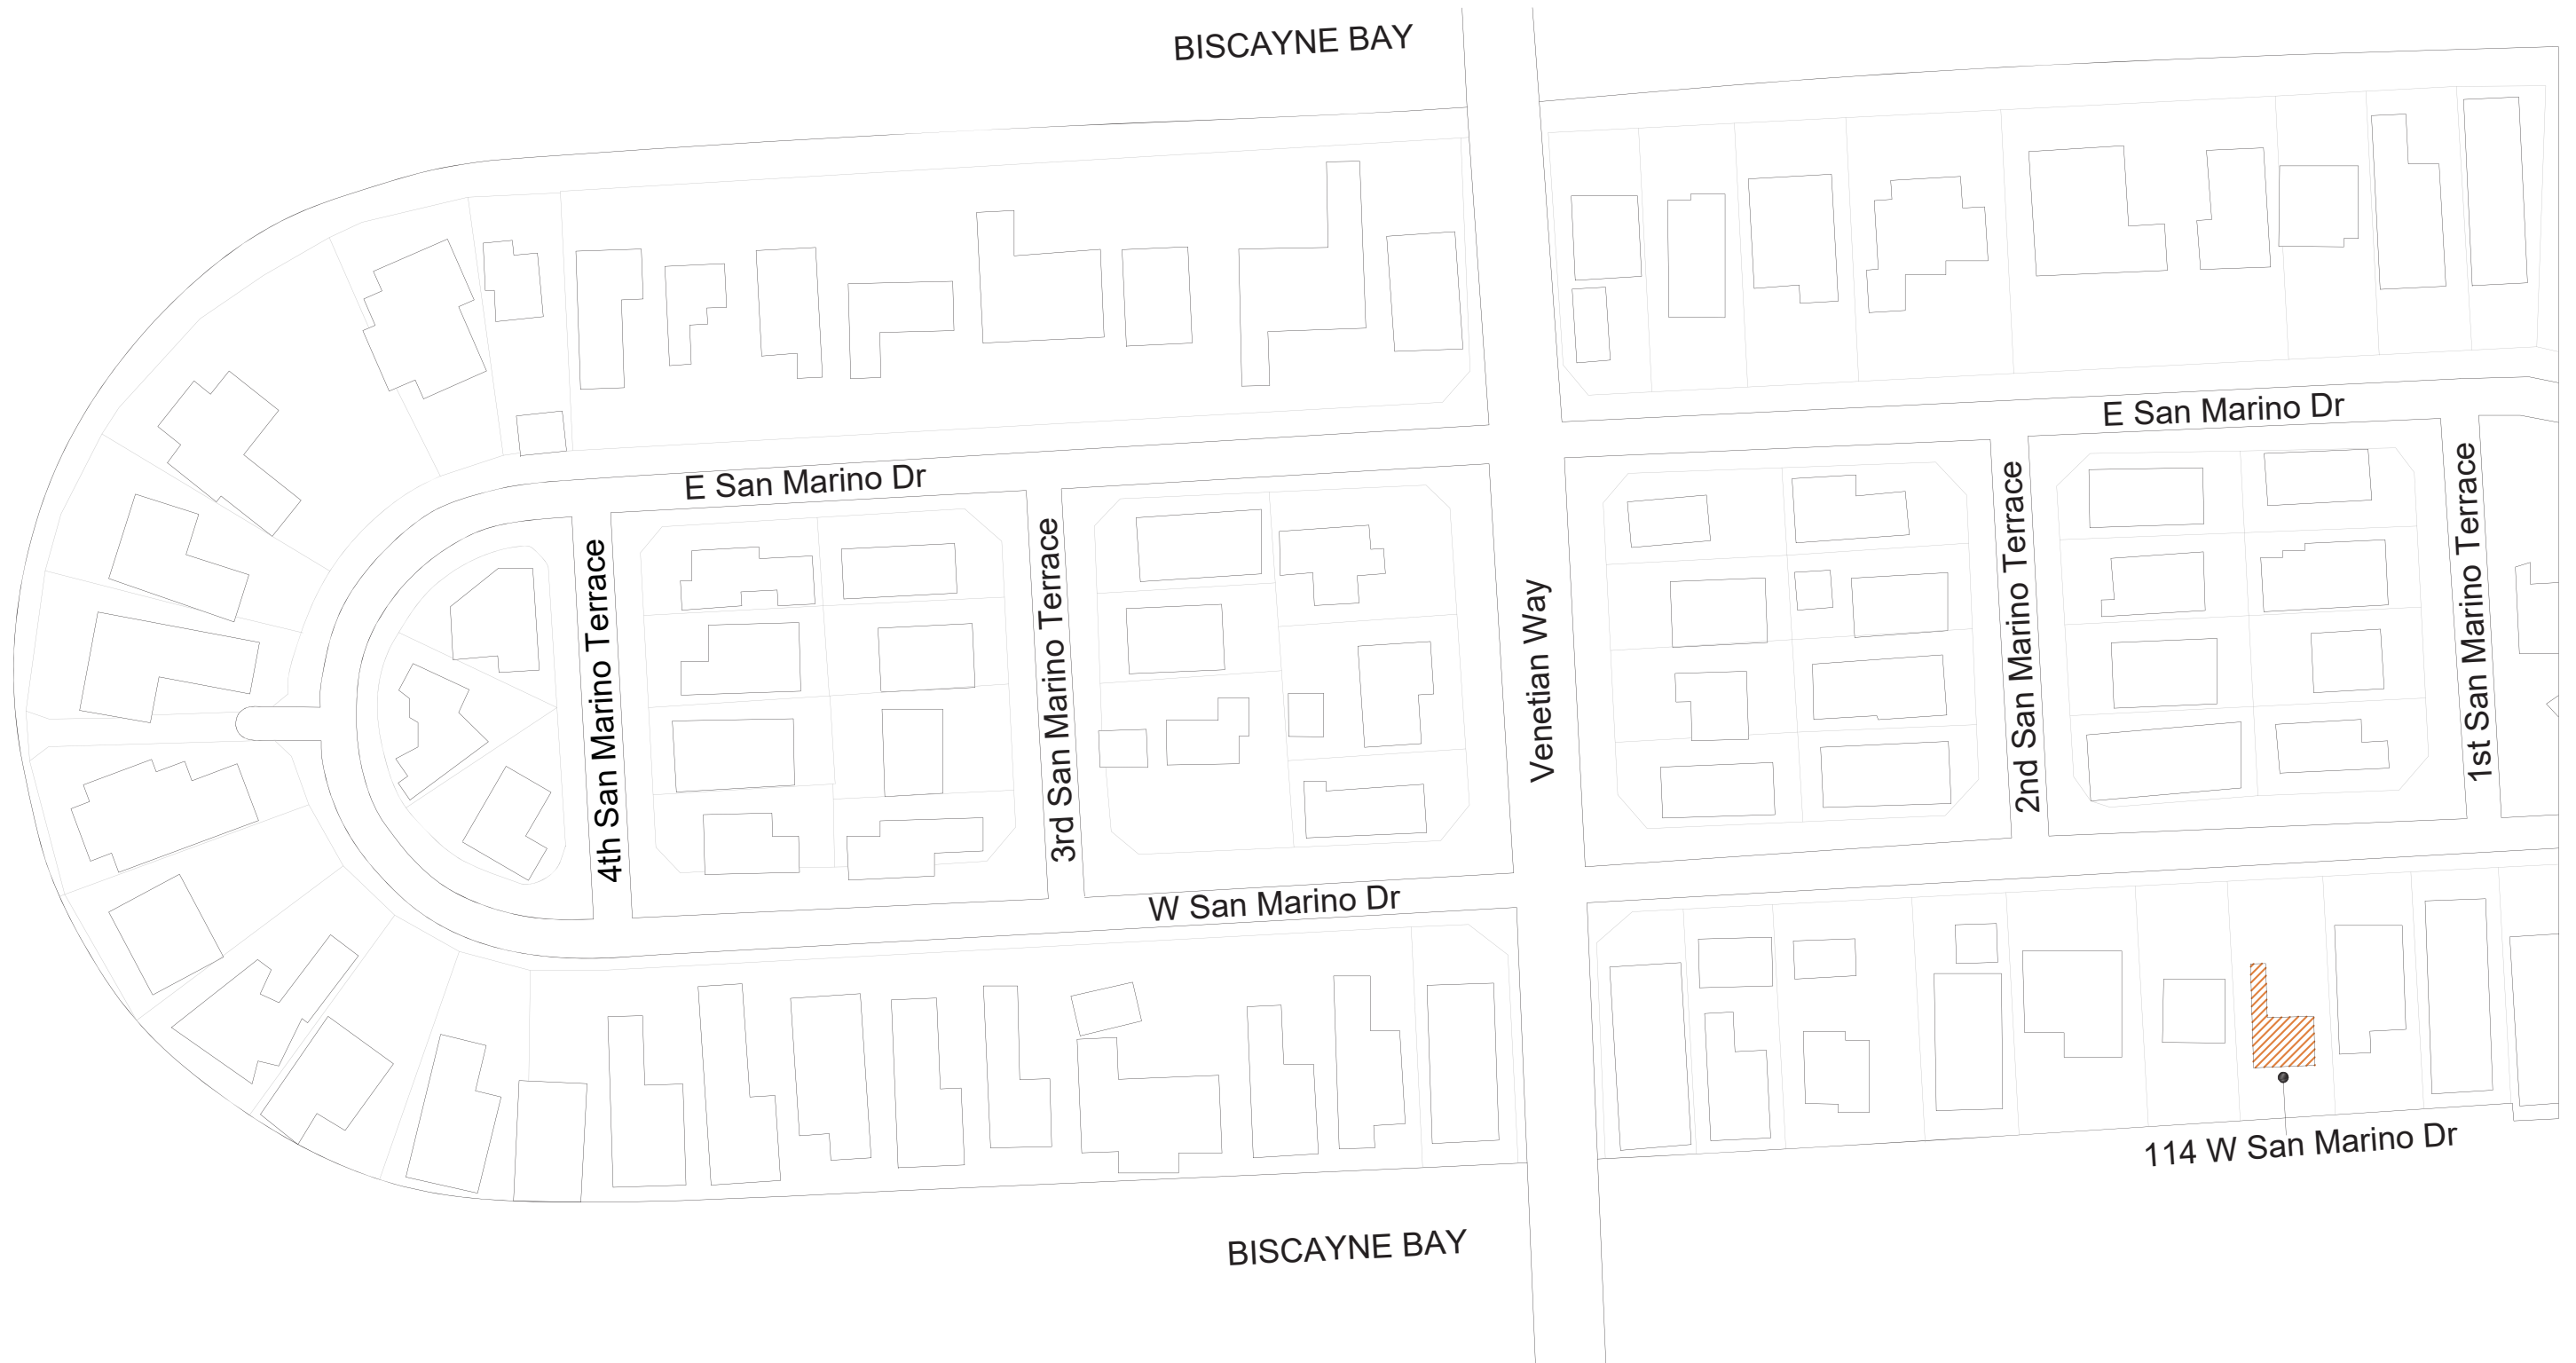 BISCAYNE BAY
E San Marino Dr
E San Marino Dr
4th San Marino Terrace
3rd San Marino Terrace
Venetian Way
2nd San Marino Terrace
1st San Marino Terrace
W San Marino Dr
114 W San Marino Dr
BISCAYNE BAY